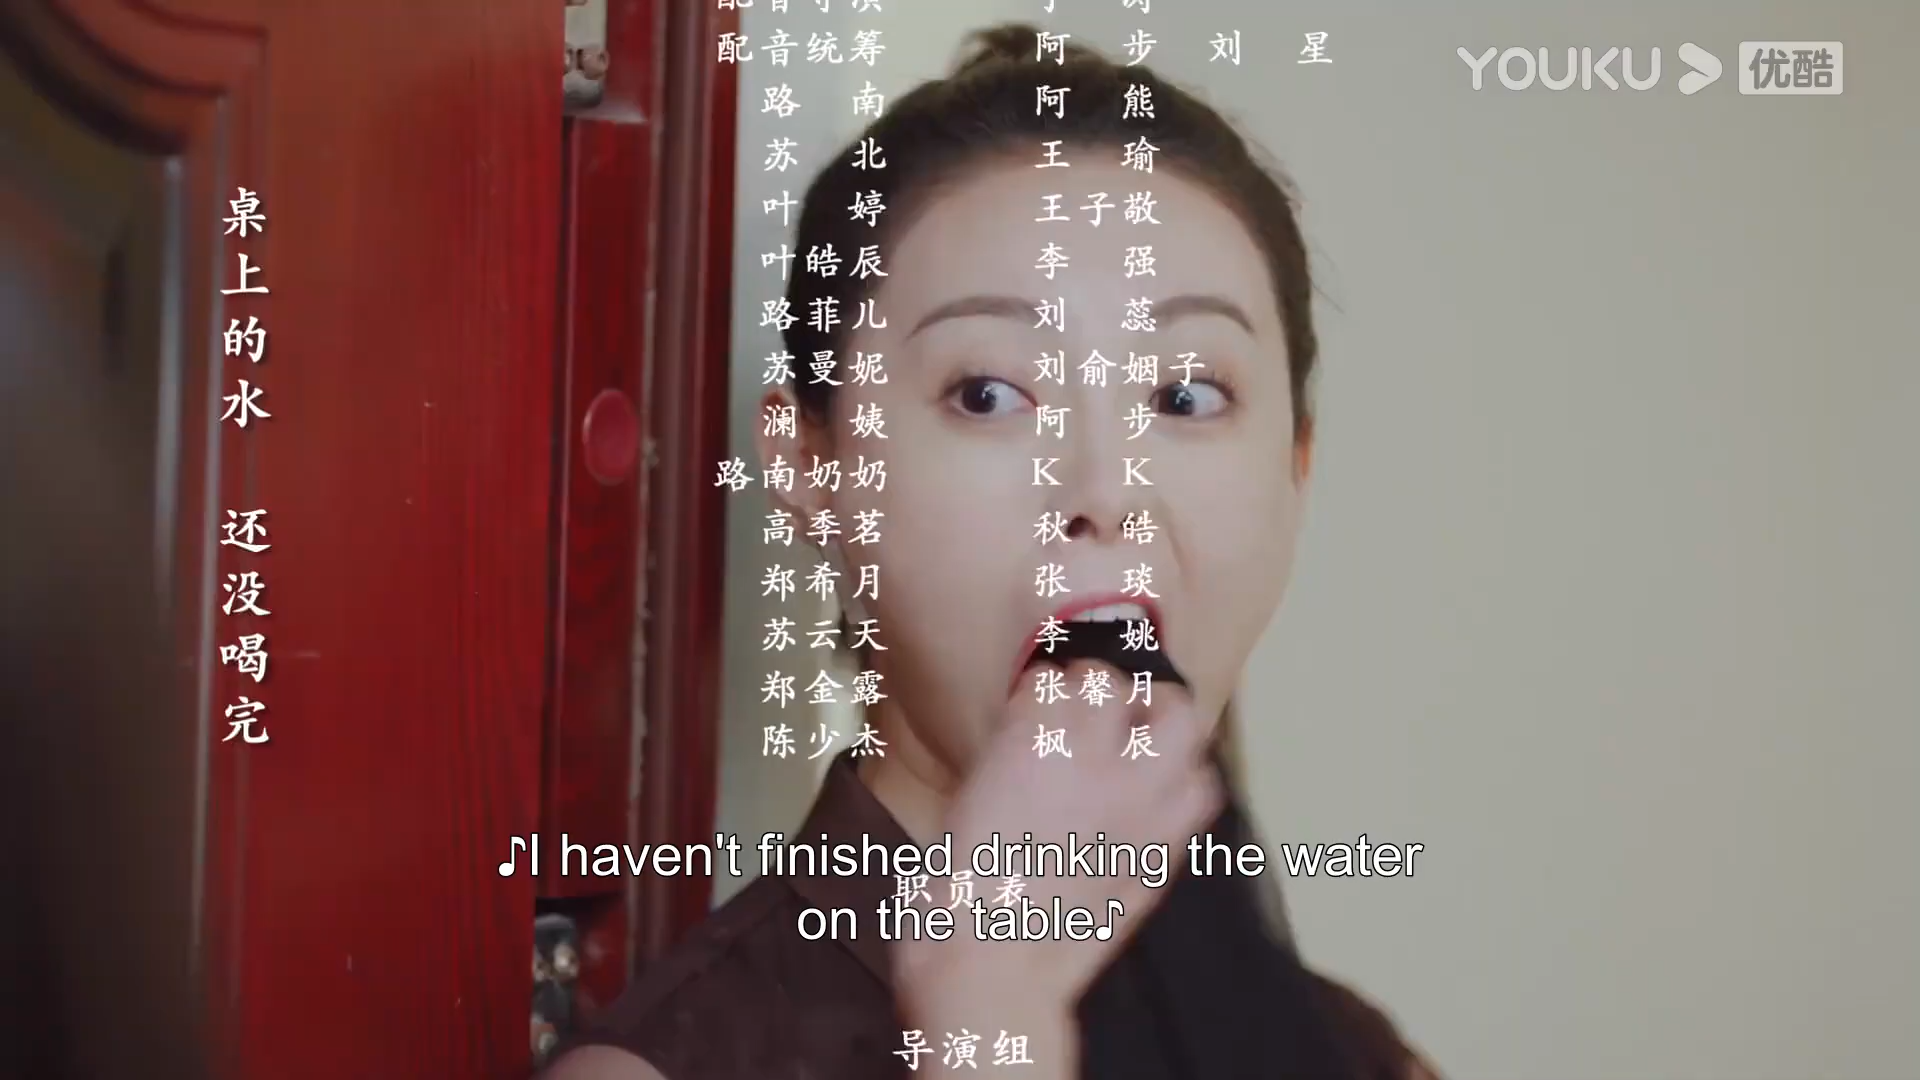 配音统筹 阿步 刘星
YOUKU 优酷
路南 阿熊
苏北 王瑜
叶婷 王子敬
叶皓辰 李强
路菲儿 刘蕊
苏曼妮 刘俞姻子
澜姨 阿步
路南奶奶 KK
高季茗 秋皓
郑希月 张琰
苏云天 李姚
郑金露 张馨月
陈少杰 枫辰
桌上的水 还没喝完
♪I haven't finished drinking the water
on the table♪
职员表
导演组